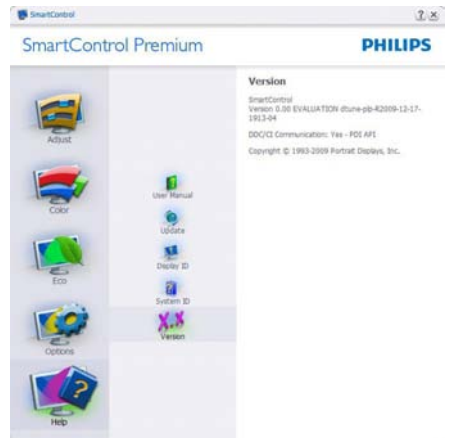 SmartControl
SmartControl Premium
PHILIPS
Adjust
Color
Eco
Options
Help
User Manual
Update
Display ID
System ID
X.X
Version
Version
SmartControl
Version 0.00 EVALUATION dtune-plp-R2009-12-17-
1913-04
DDC/CI Communication: Yes - PDI API
Copyright © 1993-2009 Portrait Displays, Inc.